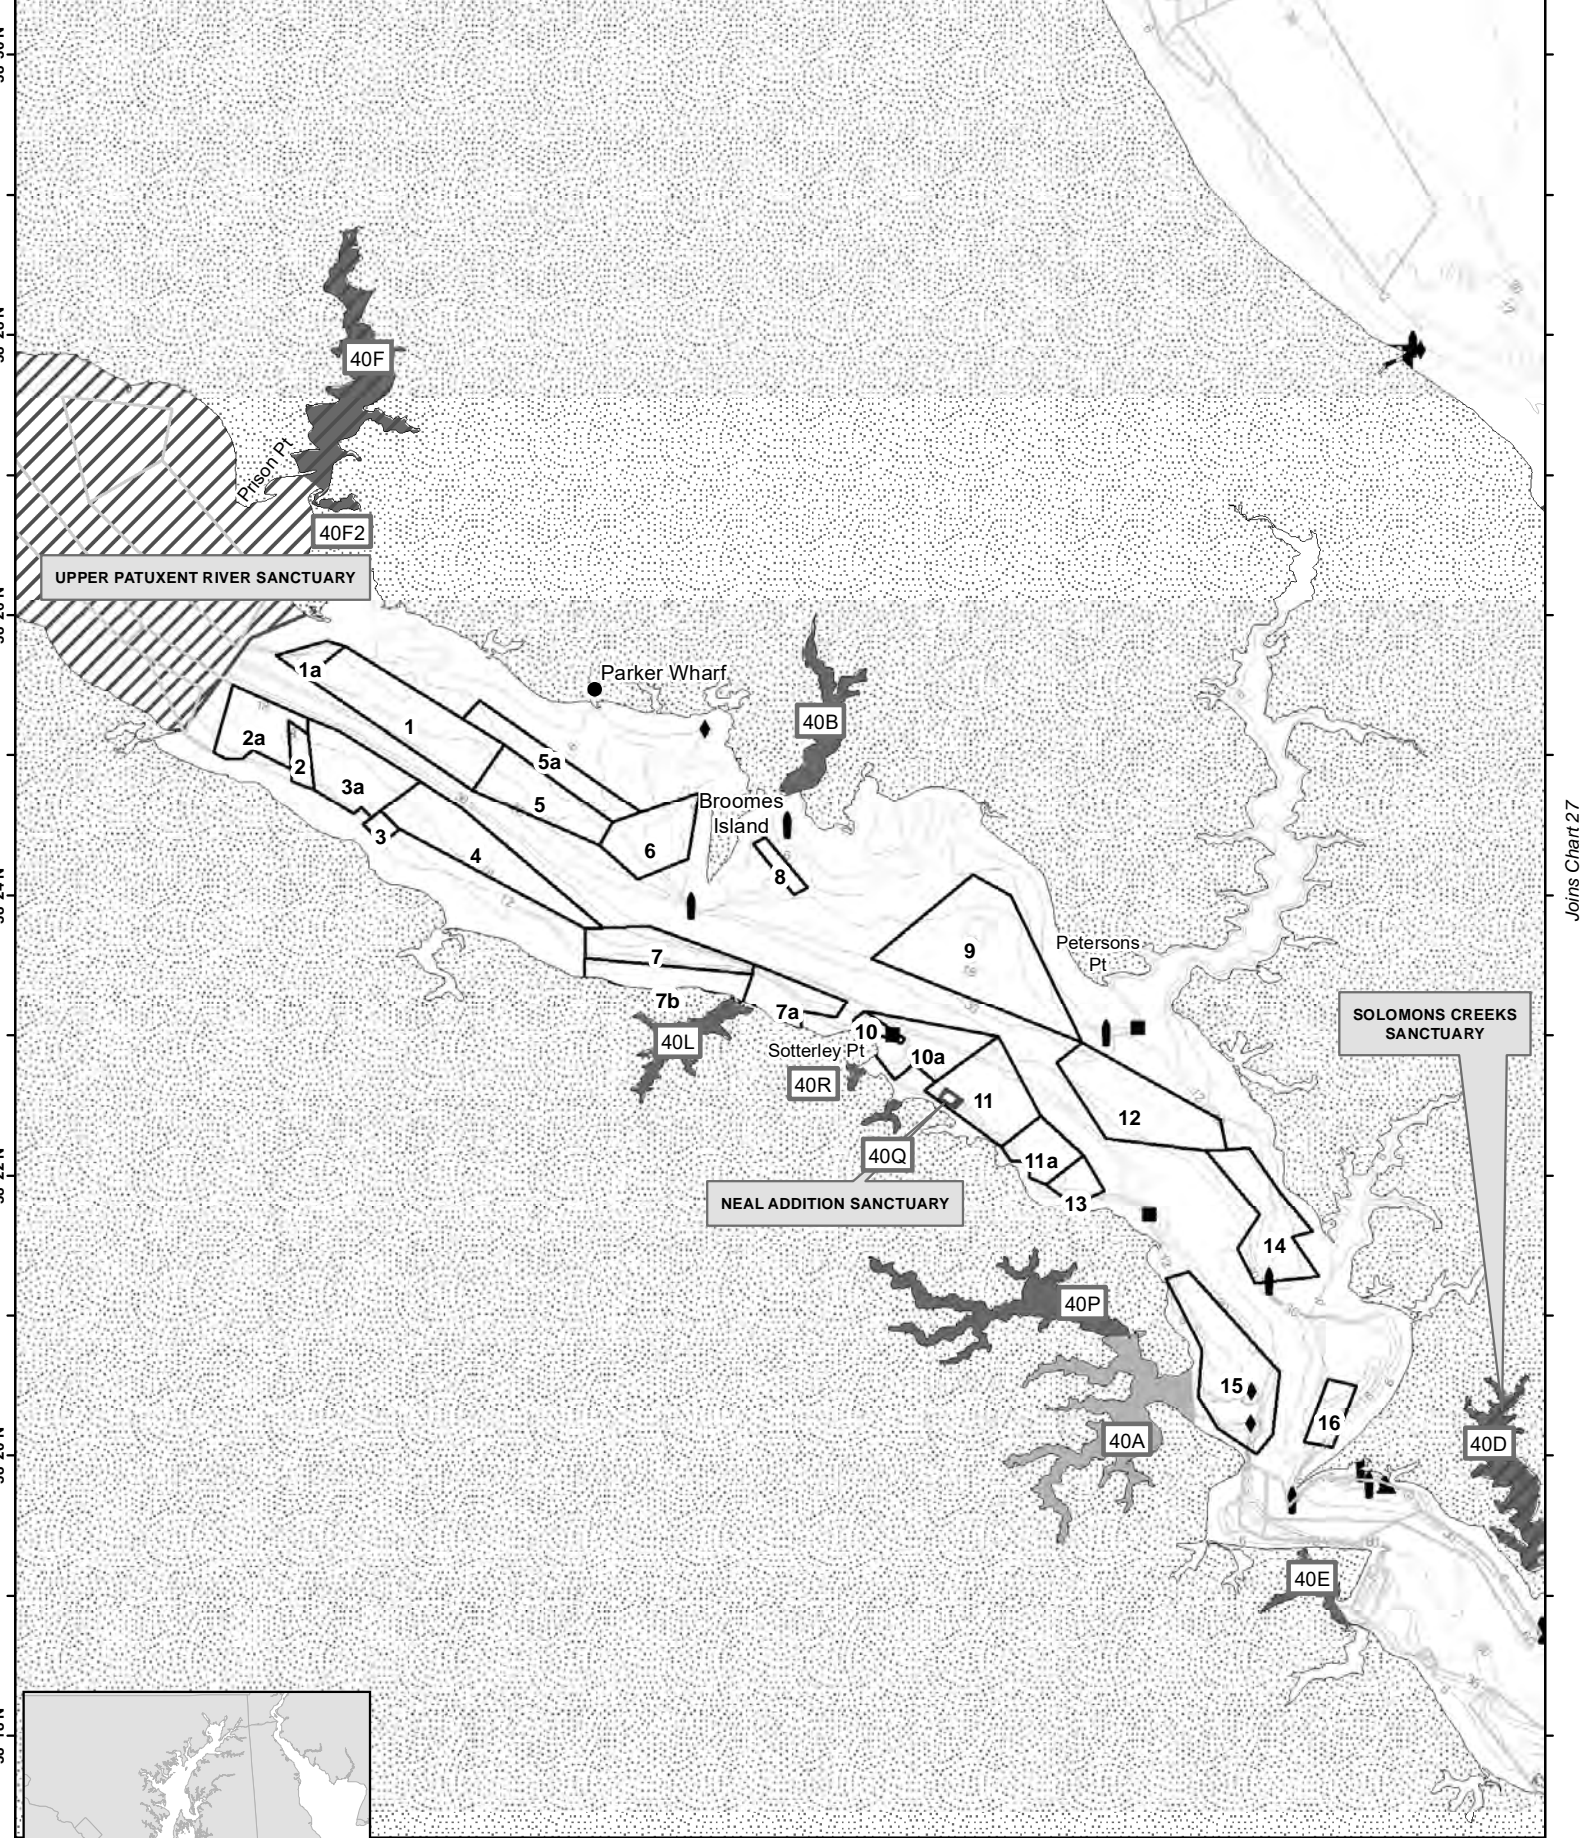 40F
Prison Pt
40F2
UPPER PATUXENT RIVER SANCTUARY
1a
Parker Wharf
40B
2a
1
5a
2
3a
5
Broomes
Island
3
4
6
8
7
9
Petersons
Pt
7b
7a
10
40L
Sotterley Pt
10a
SOLOMONS CREEKS
SANCTUARY
40R
11
12
40Q
11a
NEAL ADDITION SANCTUARY
13
14
40P
15
16
40A
40D
40E
Joins Chart 27